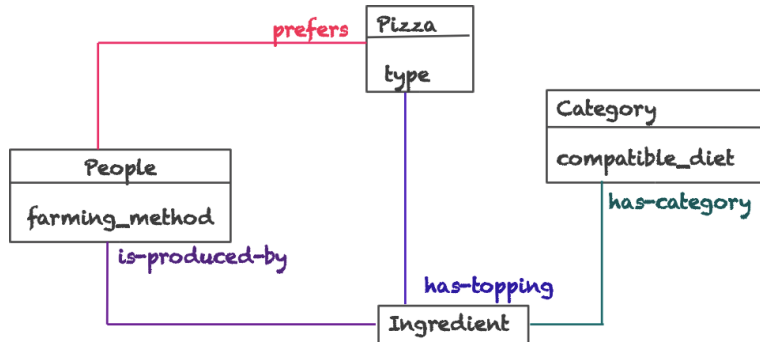 prefers
Pizza
type
Category
compatible_diet
People
farming_method
has-category
is-produced-by
has-topping
Ingredient